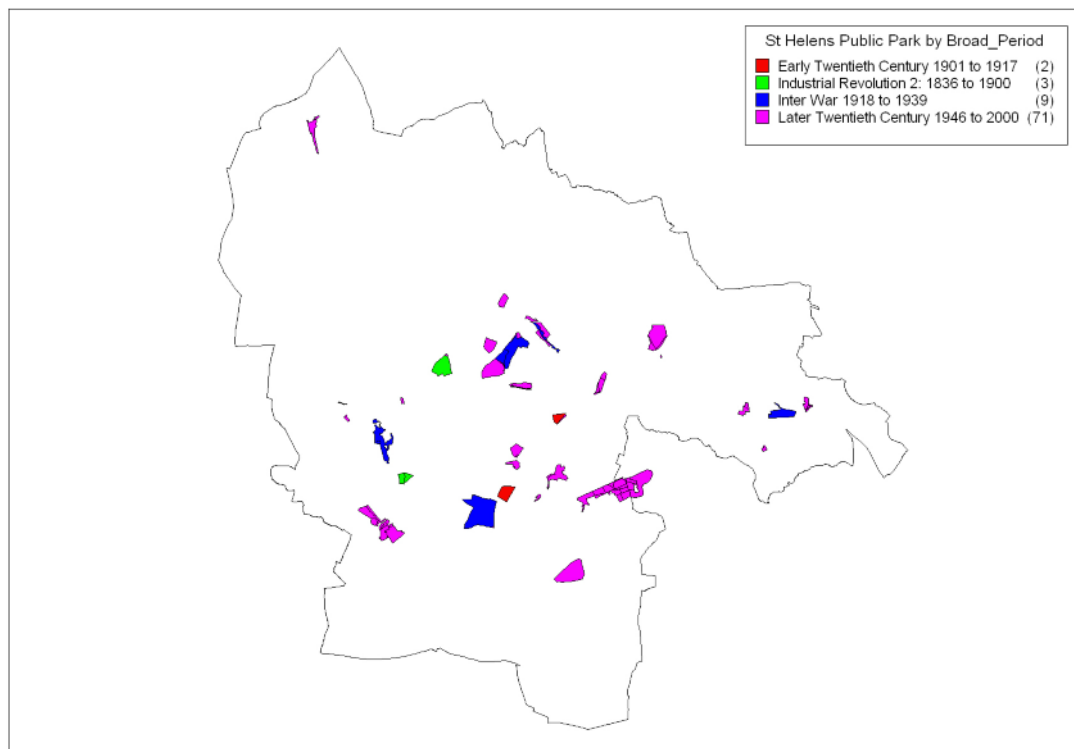 St Helens Public Park by Broad_Period
Early Twentieth Century 1901 to 1917 (2)
Industrial Revolution 2: 1836 to 1900 (3)
Inter War 1918 to 1939 (9)
Later Twentieth Century 1946 to 2000 (71)